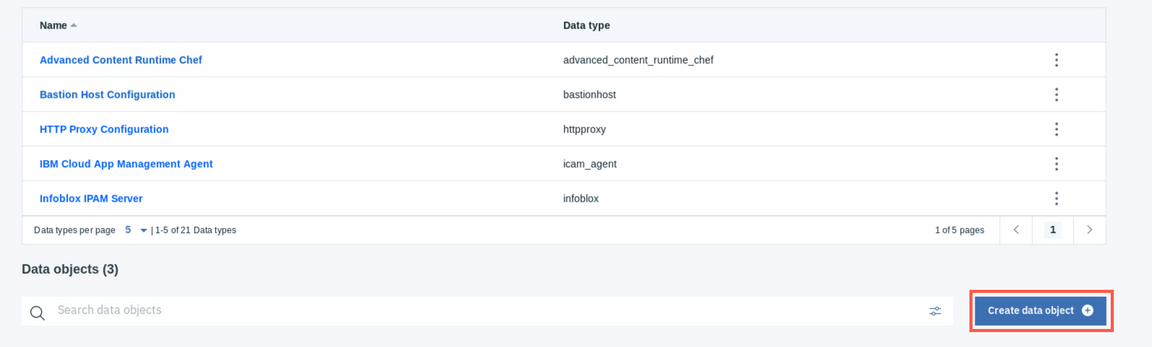 Name Data type
Advanced Content Runtime Chef advanced_content_runtime_chef
Bastion Host Configuration bastionhost
HTTP Proxy Configuration httpproxy
IBM Cloud App Management Agent icam_agent
Infoblox IPAM Server infoblox
Data types per page 5 | 1-5 of 21 Data types 1 of 5 pages 1
Data objects (3)
Search data objects Create data object